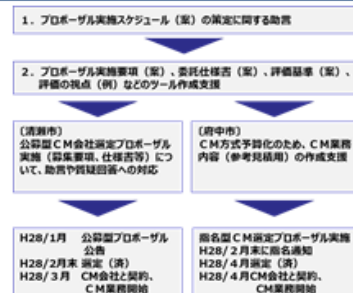 1．プロポーザル実施スケジュール（案）の策定に関する助言
2．プロポーザル実施要項（案）、委託仕様書（案）、評価基準（案）、
評価の視点（例）などのツール作成支援
（清瀬市）
公募型CM会社選定プロポーザル
実施（募集要項、仕様書等）につ
いて、助言や質疑回答への対応
（府中市）
CM方式予算化のため、CM業務
内容（参考見積用）の作成支援
H28/1月　公募型プロポーザル
公告
H28/2月末 選定（済）
H28/3月　CM会社と契約、
CM業務開始
指名型CM選定プロポーザル実施
H28/2月末に指名通知
H28/4月選定（済）
H28/4月CM会社と契約、
CM業務開始